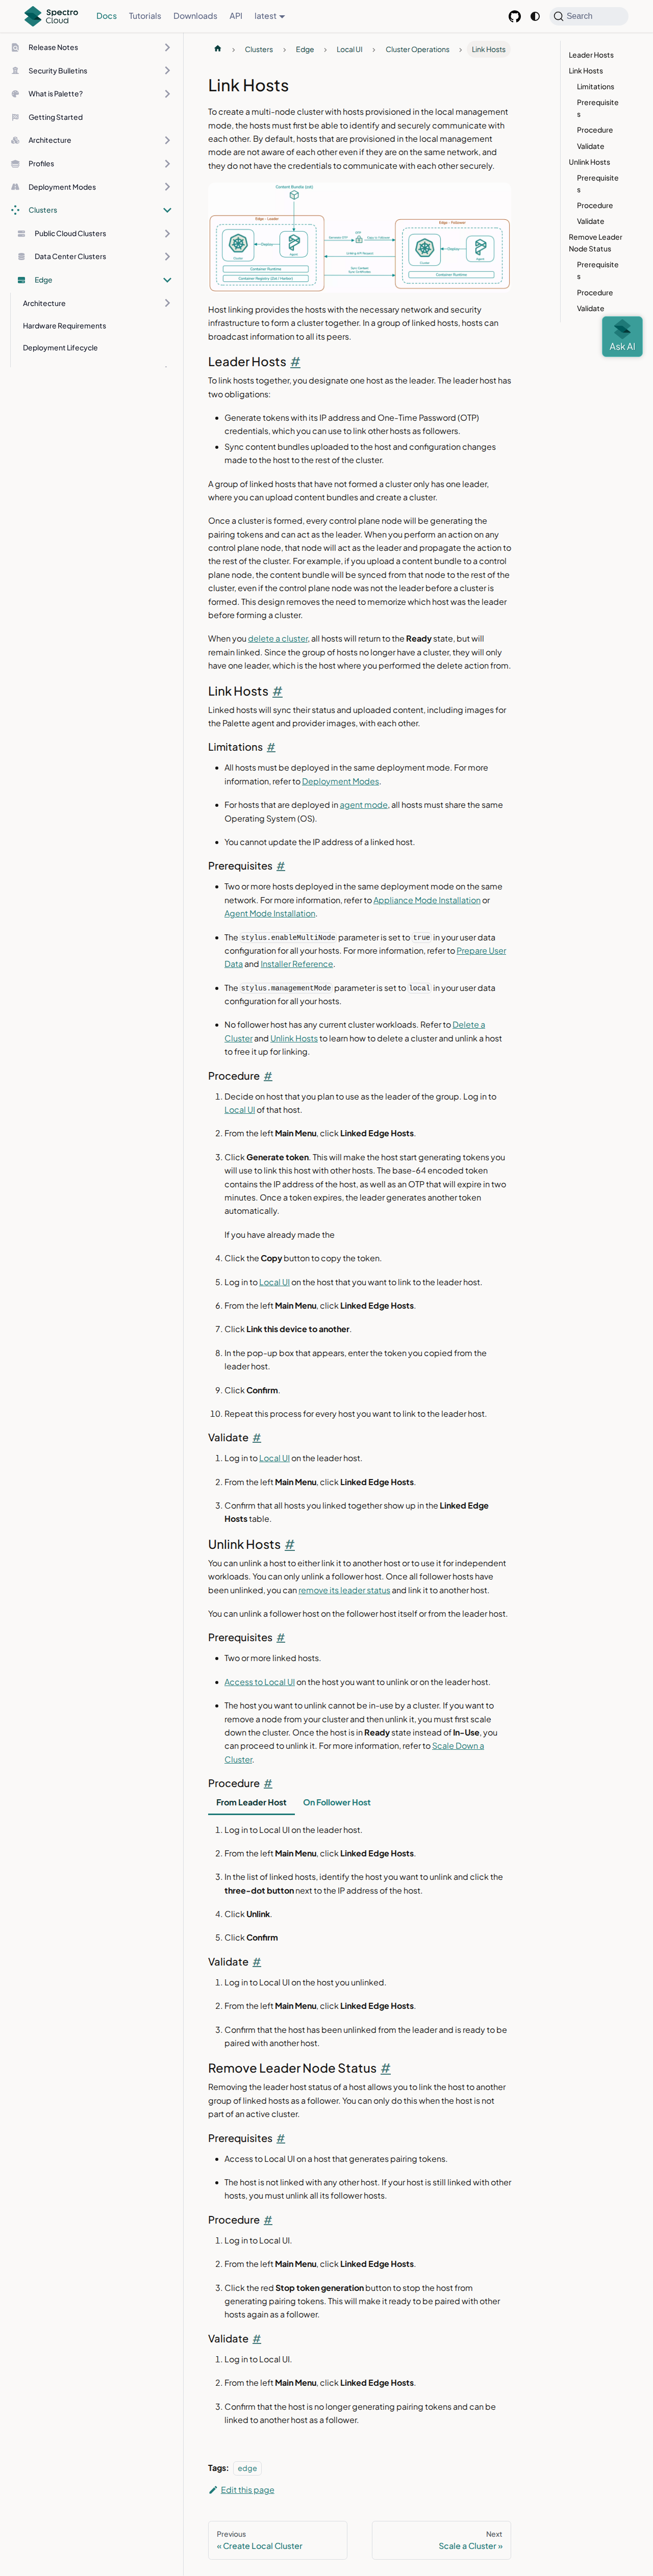 Spectro Cloud
Docs
Tutorials
Downloads
API
latest
Search
Release Notes
Security Bulletins
What is Palette?
Getting Started
Architecture
Profiles
Deployment Modes
Clusters
Public Cloud Clusters
Data Center Clusters
Edge
Architecture
Hardware Requirements
Deployment Lifecycle
Clusters
Edge
Local UI
Cluster Operations
Link Hosts
Link Hosts
To create a multi-node cluster with hosts provisioned in the local management
mode, the hosts must first be able to identify and securely communicate with
each other. By default, hosts that are provisioned in the local management
mode are not aware of each other even if they are on the same network, and
they do not have the credentials to communicate with each other securely.
Content Bundle (zst)
Edge - Leader
Edge - Follower
Cluster
Deploy
Agent
Container Runtime
Container Registry (Zot / Harbor)
Generate OTP
OTP
Paste on Follower
Linking OTP Request
Sync Content
Sync Certificates
Cluster
Deploy
Agent
Container Runtime
Host linking provides the hosts with the necessary network and security
infrastructure to form a cluster together. In a group of linked hosts, hosts can
broadcast information to all its peers.
Leader Hosts #
To link hosts together, you designate one host as the leader. The leader host has
two obligations:
Generate tokens with its IP address and One-Time Password (OTP)
credentials, which you can use to link other hosts as followers.
Sync content bundles uploaded to the host and configuration changes
made to the host to the rest of the cluster.
A group of linked hosts that have not formed a cluster only has one leader,
where you can upload content bundles and create a cluster.
Once a cluster is formed, every control plane node will be generating the
pairing tokens and can act as the leader. When you perform an action on any
control plane node, that node will act as the leader and propagate the action to
the rest of the cluster. For example, if you upload a content bundle to a control
plane node, the content bundle will be synced from that node to the rest of the
cluster, even if the control plane node was not the leader before a cluster is
formed. This design removes the need to memorize which host was the leader
before forming a cluster.
When you delete a cluster, all hosts will return to the Ready state, but will
remain linked. Since the group of hosts no longer have a cluster, they will only
have one leader, which is the host where you performed the delete action from.
Link Hosts #
Linked hosts will sync their status and uploaded content, including images for
the Palette agent and provider images, with each other.
Limitations #
All hosts must be deployed in the same deployment mode. For more
information, refer to Deployment Modes.
For hosts that are deployed in agent mode, all hosts must share the same
Operating System (OS).
You cannot update the IP address of a linked host.
Prerequisites #
Two or more hosts deployed in the same deployment mode on the same
network. For more information, refer to Appliance Mode Installation or
Agent Mode Installation.
The stylus.enableMultiNode parameter is set to true in your user data
configuration for all your hosts. For more information, refer to Prepare User
Data and Installer Reference.
The stylus.managementMode parameter is set to local in your user data
configuration for all your hosts.
No follower host has any current cluster workloads. Refer to Delete a
Cluster and Unlink Hosts to learn how to delete a cluster and unlink a host
to free it up for linking.
Procedure #
1. Decide on host that you plan to use as the leader of the group. Log in to
Local UI of that host.
2. From the left Main Menu, click Linked Edge Hosts.
3. Click Generate token. This will make the host start generating tokens you
will use to link this host with other hosts. The base-64 encoded token
contains the IP address of the host, as well as an OTP that will expire in two
minutes. Once a token expires, the leader generates another token
automatically.
If you have already made the
4. Click the Copy button to copy the token.
5. Log in to Local UI on the host that you want to link to the leader host.
6. From the left Main Menu, click Linked Edge Hosts.
7. Click Link this device to another.
8. In the pop-up box that appears, enter the token you copied from the
leader host.
9. Click Confirm.
10. Repeat this process for every host you want to link to the leader host.
Validate #
1. Log in to Local UI on the leader host.
2. From the left Main Menu, click Linked Edge Hosts.
3. Confirm that all hosts you linked together show up in the Linked Edge
Hosts table.
Unlink Hosts #
You can unlink a host to either link it to another host or to use it for independent
workloads. You can only unlink a follower host. Once all follower hosts have
been unlinked, you can remove its leader status and link it to another host.
You can unlink a follower host on the follower host itself or from the leader host.
Prerequisites #
Two or more linked hosts.
Access to Local UI on the host you want to unlink or on the leader host.
The host you want to unlink cannot be in-use by a cluster. If you want to
remove a node from your cluster and then unlink it, you must first scale
down the cluster. Once the host is in Ready state instead of In-Use, you
can proceed to unlink it. For more information, refer to Scale Down a
Cluster.
Procedure #
From Leader Host
On Follower Host
1. Log in to Local UI on the leader host.
2. From the left Main Menu, click Linked Edge Hosts.
3. In the list of linked hosts, identify the host you want to unlink and click the
three-dot button next to the IP address of the host.
4. Click Unlink.
5. Click Confirm
Validate #
1. Log in to Local UI on the host you unlinked.
2. From the left Main Menu, click Linked Edge Hosts.
3. Confirm that the host has been unlinked from the leader and is ready to be
paired with another host.
Remove Leader Node Status #
Removing the leader host status of a host allows you to link the host to another
group of linked hosts as a follower. You can only do this when the host is not
part of an active cluster.
Prerequisites #
Access to Local UI on a host that generates pairing tokens.
The host is not linked with any other host. If your host is still linked with other
hosts, you must unlink all its follower hosts.
Procedure #
1. Log in to Local UI.
2. From the left Main Menu, click Linked Edge Hosts.
3. Click the red Stop token generation button to stop the host from
generating pairing tokens. This will make it ready to be paired with other
hosts again as a follower.
Validate #
1. Log in to Local UI.
2. From the left Main Menu, click Linked Edge Hosts.
3. Confirm that the host is no longer generating pairing tokens and can be
linked to another host as a follower.
Tags: edge
Edit this page
Previous
« Create Local Cluster
Next
Scale a Cluster »
Leader Hosts
Link Hosts
Limitations
Prerequisite
s
Procedure
Validate
Unlink Hosts
Prerequisite
s
Procedure
Validate
Remove Leader
Node Status
Prerequisite
s
Procedure
Validate
Ask AI